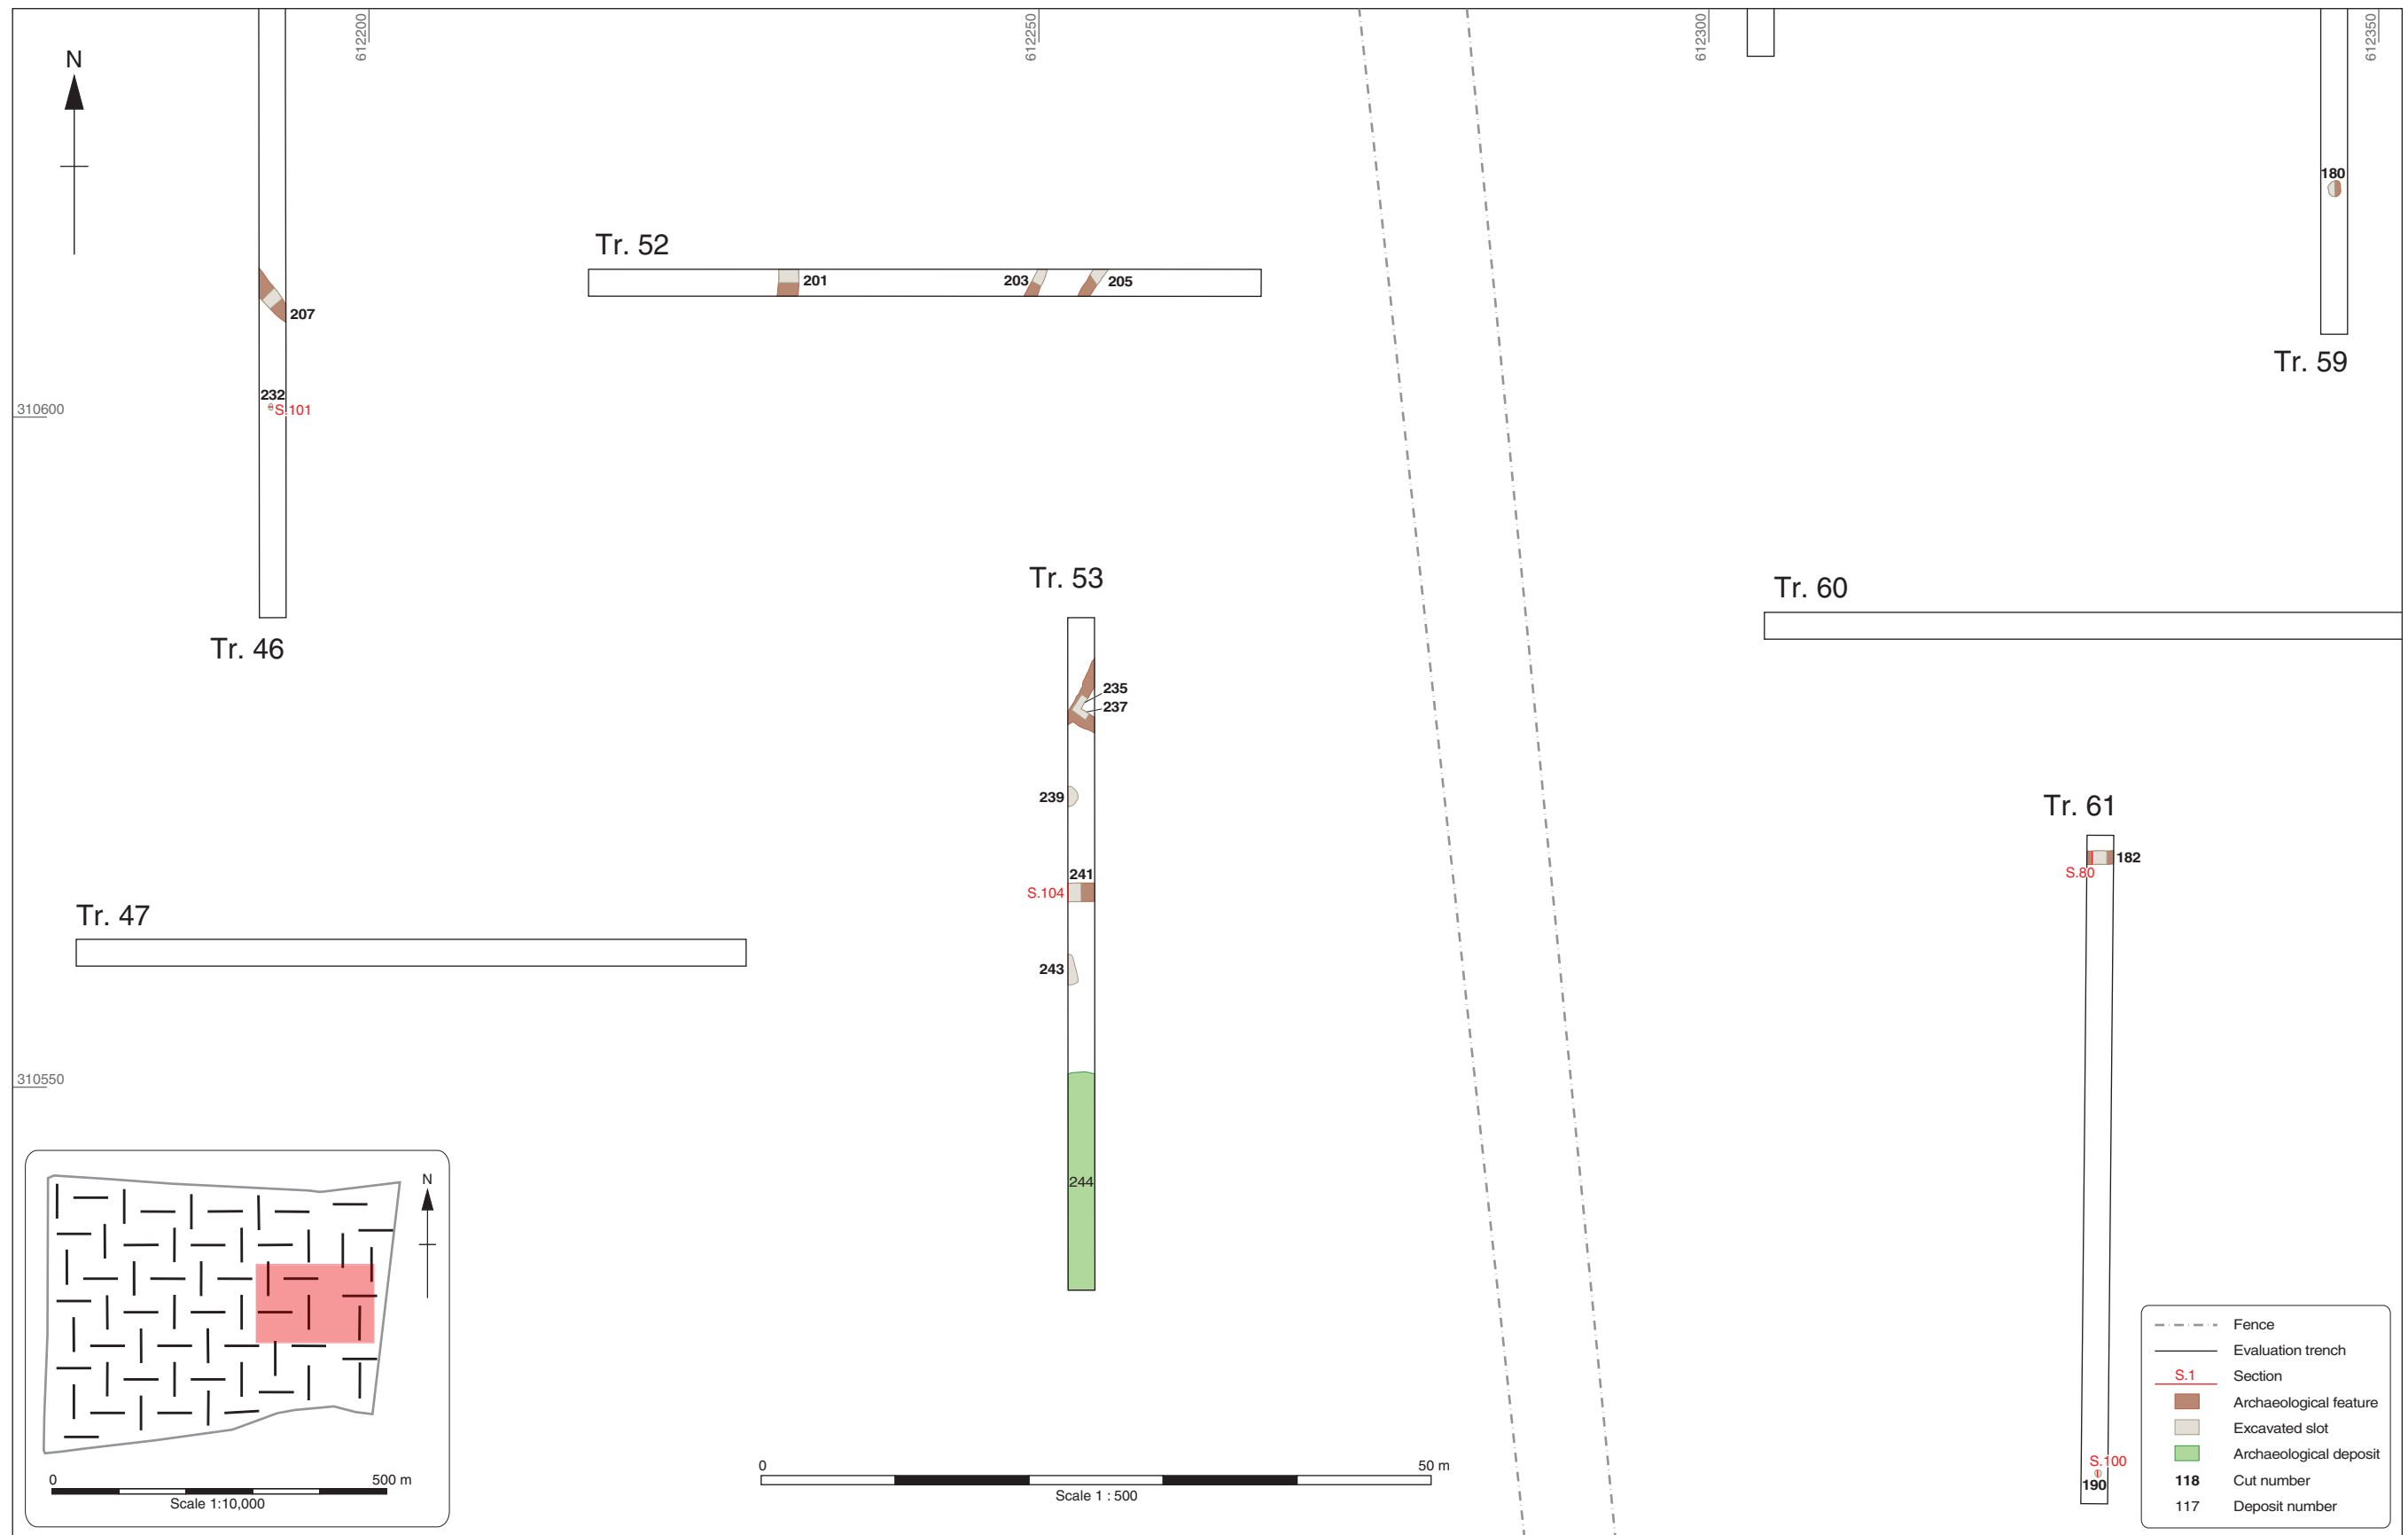 612200
612250
612300
612350
N
180
Tr. 52
201
203
205
207
Tr. 59
232
S.101
310600
Tr. 53
Tr. 60
Tr. 46
235
237
239
Tr. 61
182
S.80
241
S.104
Tr. 47
243
310550
244
N
0
500 m
Scale 1:10,000
0
50 m
Scale 1 : 500
S.100
190
Fence
Evaluation trench
S.1 Section
Archaeological feature
Excavated slot
Archaeological deposit
118 Cut number
117 Deposit number